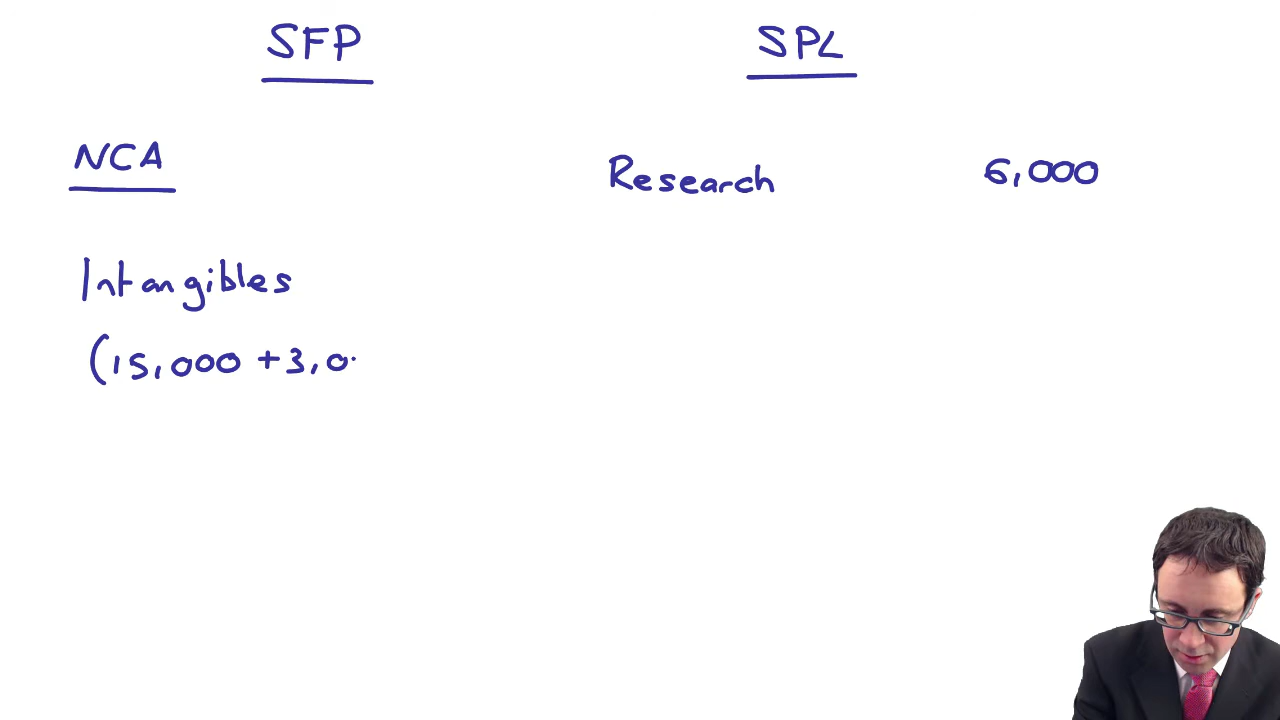 SFP
SPL
NCA
Research 6,000
Intangibles
(15,000 + 3,0